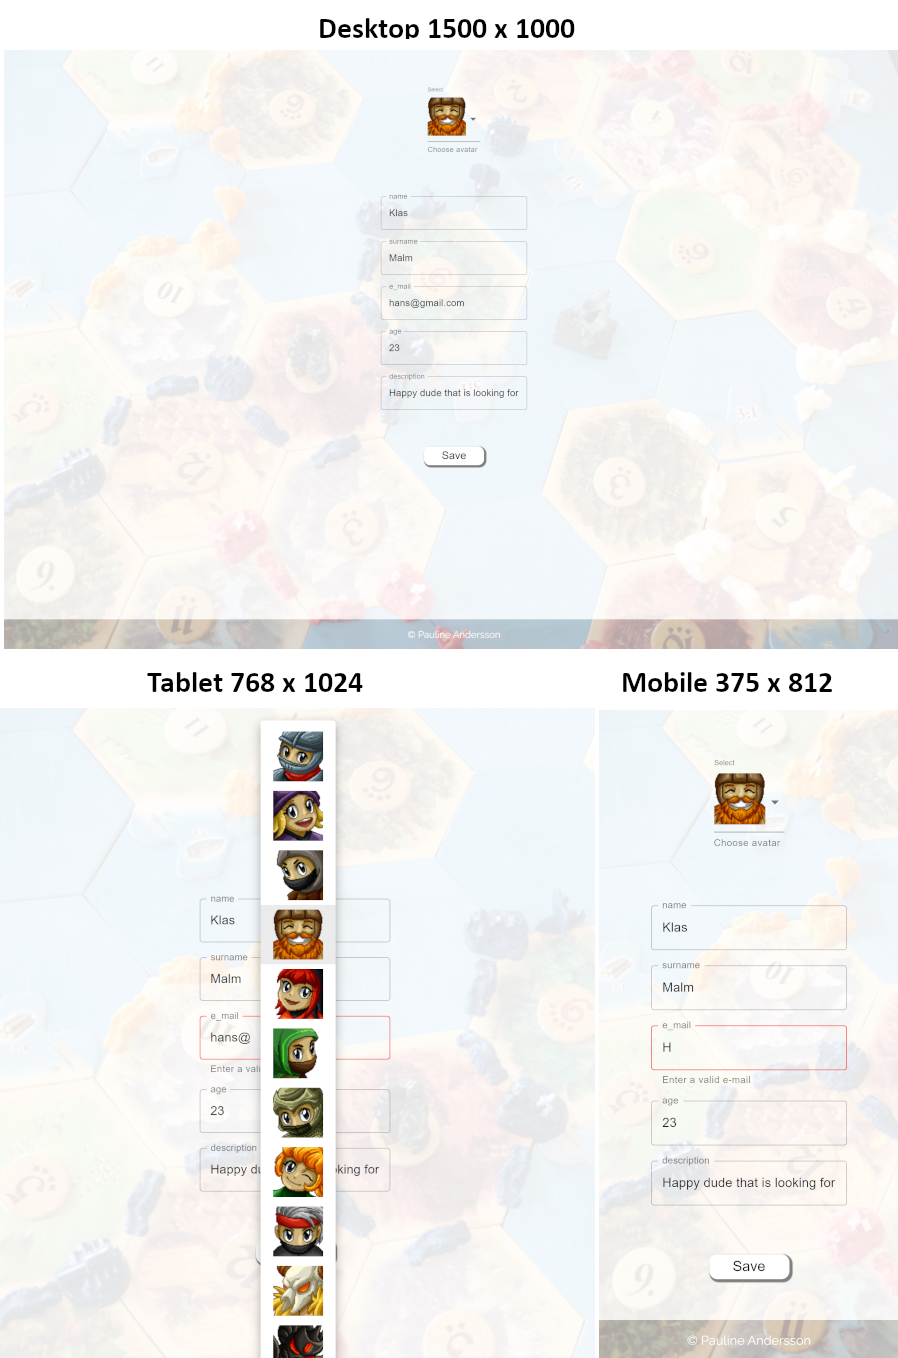 Desktop 1500 x 1000
Select
Choose avatar
name
Klas
surname
Malm
e_mail
hans@gmail.com
age
23
description
Happy dude that is looking for
Save
© Pauline Andersson
Tablet 768 x 1024
name
Klas
surname
Malm
e_mail
hans@
Enter a vali
age
23
description
Happy du king for
Mobile 375 x 812
Select
Choose avatar
name
Klas
surname
Malm
e_mail
H
Enter a valid e-mail
age
23
description
Happy dude that is looking for
Save
© Pauline Andersson